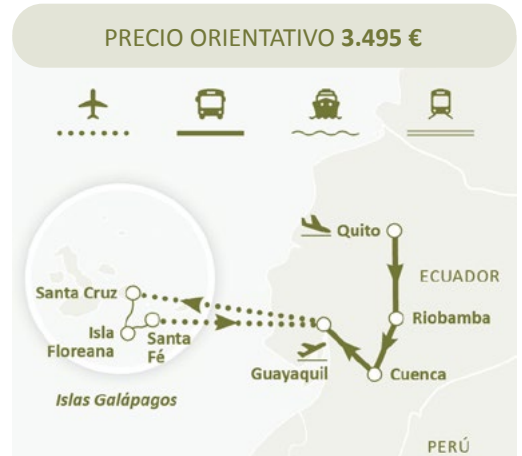 PRECIO ORIENTATIVO 3.495 €
Quito
ECUADOR
Santa Cruz
Riobamba
Isla
Floreana
Santa
Fé
Guayaquil
Cuenca
Islas Galápagos
PERÚ